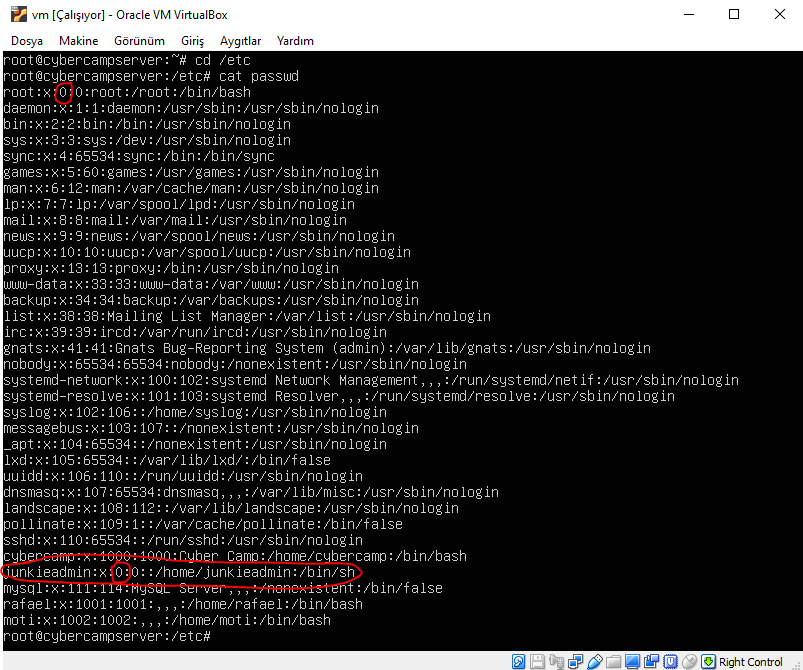 vm [Çalışıyor] - Oracle VM VirtualBox
Dosya Makine Görünüm Giriş Aygıtlar Yardım
root@cybercampserver:~# cd /etc
root@cybercampserver:/etc# cat passwd
root:x:0:0:root:/root:/bin/bash
daemon:x:1:1:daemon:/usr/sbin:/usr/sbin/nologin
bin:x:2:2:bin:/bin:/usr/sbin/nologin
sys:x:3:3:sys:/dev:/usr/sbin/nologin
sync:x:4:65534:sync:/bin:/bin/sync
games:x:5:60:games:/usr/games:/usr/sbin/nologin
man:x:6:12:man:/var/cache/man:/usr/sbin/nologin
lp:x:7:7:lp:/var/spool/lpd:/usr/sbin/nologin
mail:x:8:8:mail:/var/mail:/usr/sbin/nologin
news:x:9:9:news:/var/spool/news:/usr/sbin/nologin
uucp:x:10:10:uucp:/var/spool/uucp:/usr/sbin/nologin
proxy:x:13:13:proxy:/bin:/usr/sbin/nologin
www-data:x:33:33:www-data:/var/www:/usr/sbin/nologin
backup:x:34:34:backup:/var/backups:/usr/sbin/nologin
list:x:38:38:Mailing List Manager:/var/list:/usr/sbin/nologin
irc:x:39:39:ircd:/var/run/ircd:/usr/sbin/nologin
gnats:x:41:41:Gnats Bug-Reporting System (admin):/var/lib/gnats:/usr/sbin/nologin
nobody:x:65534:65534:nobody:/nonexistent:/usr/sbin/nologin
systemd-network:x:100:102:systemd Network Management,,,:/run/systemd/netif:/usr/sbin/nologin
systemd-resolve:x:101:103:systemd Resolver,,,:/run/systemd/resolve:/usr/sbin/nologin
syslog:x:102:106::/home/syslog:/usr/sbin/nologin
messagebus:x:103:107::/nonexistent:/usr/sbin/nologin
_apt:x:104:65534::/nonexistent:/usr/sbin/nologin
lxd:x:105:65534::/var/lib/lxd/:/bin/false
uuidd:x:106:110::/run/uuidd:/usr/sbin/nologin
dnsmasq:x:107:65534:dnsmasq,,,:/var/lib/misc:/usr/sbin/nologin
landscape:x:108:112::/var/lib/landscape:/usr/sbin/nologin
pollinate:x:109:1::/var/cache/pollinate:/bin/false
sshd:x:110:65534::/run/sshd:/usr/sbin/nologin
cybercamp:x:1000:1000:Cyber Camp:/home/cybercamp:/bin/bash
junkieadmin:x:0:0::/home/junkieadmin:/bin/sh
mysql:x:111:114:MySQL Server,,,:/nonexistent:/bin/false
rafael:x:1001:1001:,,,:/home/rafael:/bin/bash
moti:x:1002:1002:,,,:/home/moti:/bin/bash
root@cybercampserver:/etc#
Right Control